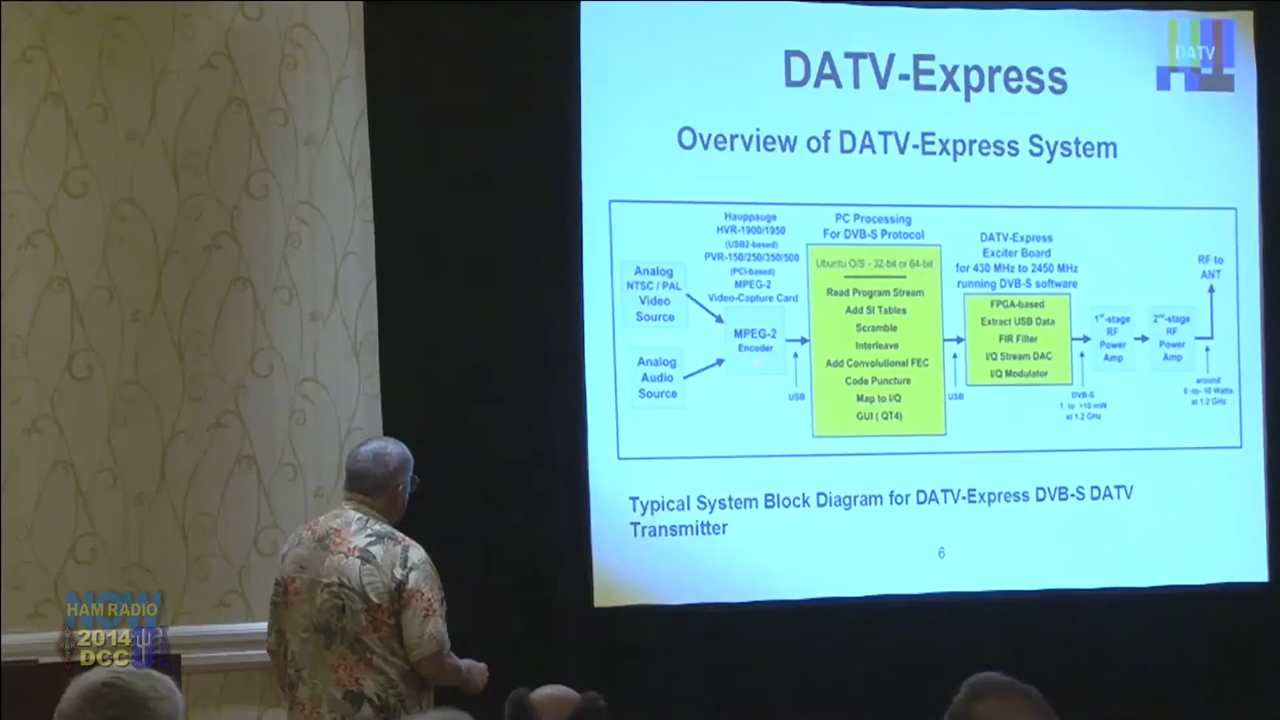 DATV-Express
DATV
Overview of DATV-Express System
Analog
NTSC / PAL
Video
Source
Analog
Audio
Source
Hauppauge
HVR-1900/1950
(USB2-based)
PVR-150/250/350/500
(PCI-based)
MPEG-2
Video-Capture Card
MPEG-2
Encoder
USB
PC Processing
For DVB-S Protocol
Ubuntu O/S - 32-bit or 64-bit
Read Program Stream
Add SI Tables
Scramble
Interleave
Add Convolutional FEC
Code Puncture
Map to I/Q
GUI ( QT4)
USB
DATV-Express
Exciter Board
for 430 MHz to 2450 MHz
running DVB-S software
FPGA-based
Extract USB Data
FIR Filter
I/Q Stream DAC
I/Q Modulator
DVB-S
1 to >10 mW
at 1.2 GHz
1st-stage
RF
Power
Amp
2nd-stage
RF
Power
Amp
RF to
ANT
around
6 -to- 10 Watts
at 1.2 GHz
Typical System Block Diagram for DATV-Express DVB-S DATV
Transmitter
6
NOW
HAM RADIO
2014
DCC